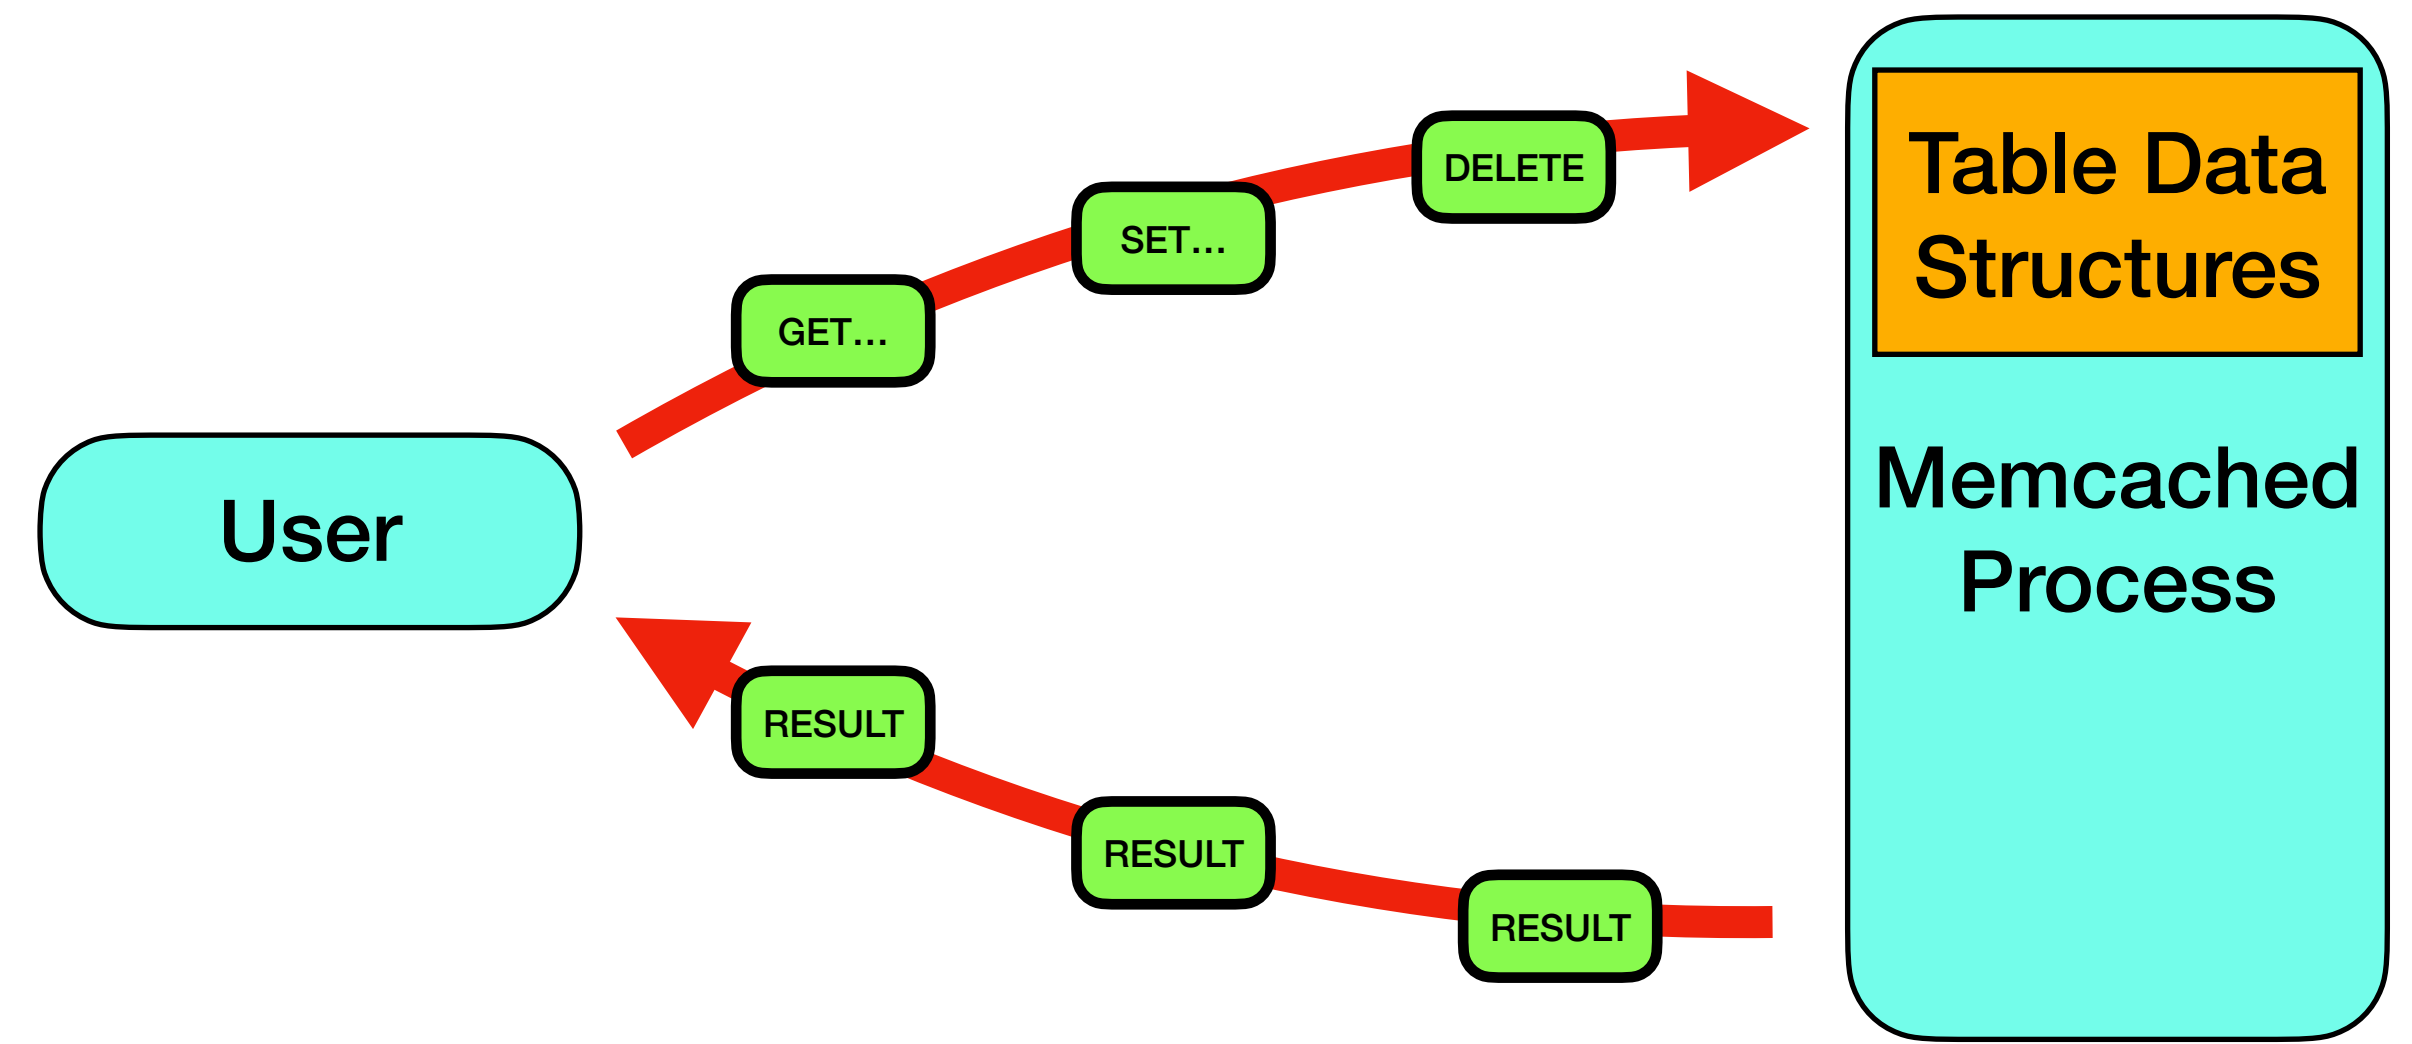 User
GET…
SET…
DELETE
Table Data
Structures
Memcached
Process
RESULT
RESULT
RESULT